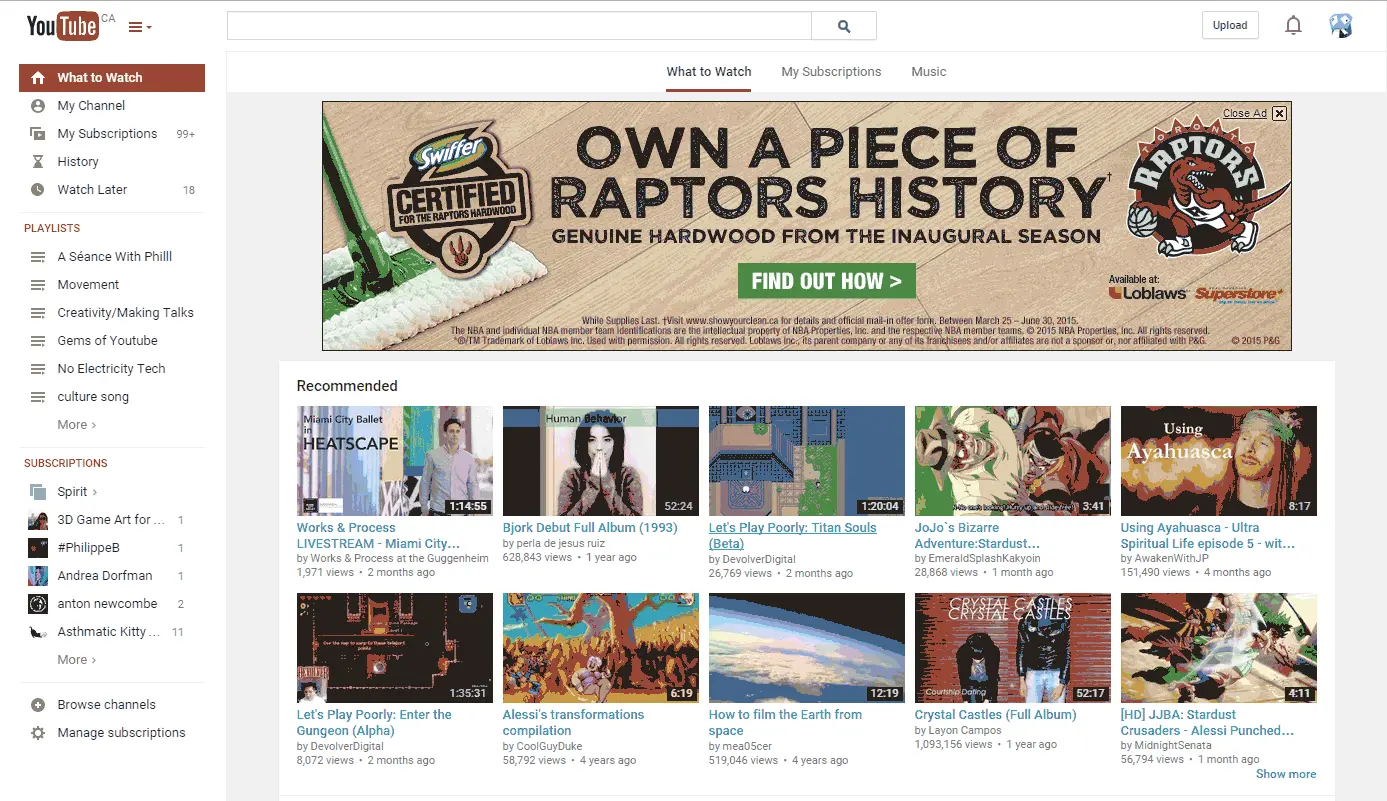 YouTube CA
Upload
What to Watch
My Channel
My Subscriptions 99+
History
Watch Later 18
PLAYLISTS
A Séance With Philll
Movement
Creativity/Making Talks
Gems of Youtube
No Electricity Tech
culture song
More ›
SUBSCRIPTIONS
Spirit ›
3D Game Art for ... 1
#PhilippeB 1
Andrea Dorfman 1
anton newcombe 2
Asthmatic Kitty ... 11
More ›
Browse channels
Manage subscriptions
What to Watch My Subscriptions Music
Close Ad X
Swiffer
CERTIFIED
FOR THE RAPTORS HARDWOOD
OWN A PIECE OF
RAPTORS HISTORY†
GENUINE HARDWOOD FROM THE INAUGURAL SEASON
FIND OUT HOW >
TORONTO
RAPTORS
Available at:
Loblaws Superstore
While Supplies Last. †Visit www.showyourclean.ca for details and official mail-in offer form. Between March 25 – June 30, 2015.
The NBA and individual NBA member team identifications are the intellectual property of NBA Properties, Inc. and the respective NBA member teams. © 2015 NBA Properties, Inc. All rights reserved.
*®/TM Trademark of Loblaws Inc. Used with permission. All rights reserved. Loblaws Inc., its parent company or any of its franchisees and/or affiliates are not a sponsor or, nor affiliated with P&G. © 2015 P&G
Recommended
Miami City Ballet
in
HEATSCAPE
1:14:55
Works & Process
LIVESTREAM - Miami City...
by Works & Process at the Guggenheim
1,971 views • 2 months ago
Human Behavior
52:24
Bjork Debut Full Album (1993)
by perla de jesus ruiz
628,843 views • 1 year ago
1:20:04
Let's Play Poorly: Titan Souls
(Beta)
by DevolverDigital
26,769 views • 2 months ago
3:41
JoJo`s Bizarre
Adventure:Stardust...
by EmeraldSplashKakyoin
28,868 views • 1 month ago
Using
Ayahuasca
8:17
Using Ayahuasca - Ultra
Spiritual Life episode 5 - wit...
by AwakenWithJP
151,490 views • 4 months ago
1:35:31
Let's Play Poorly: Enter the
Gungeon (Alpha)
by DevolverDigital
8,072 views • 2 months ago
6:19
Alessi's transformations
compilation
by CoolGuyDuke
58,792 views • 4 years ago
12:19
How to film the Earth from
space
by mea05cer
519,046 views • 4 years ago
CRYSTAL CASTLES
CRYSTAL CASTLES
Courtship Dating
52:17
Crystal Castles (Full Album)
by Layon Campos
1,093,156 views • 1 year ago
4:11
[HD] JJBA: Stardust
Crusaders - Alessi Punched...
by MidnightSenata
56,794 views • 1 month ago
Show more